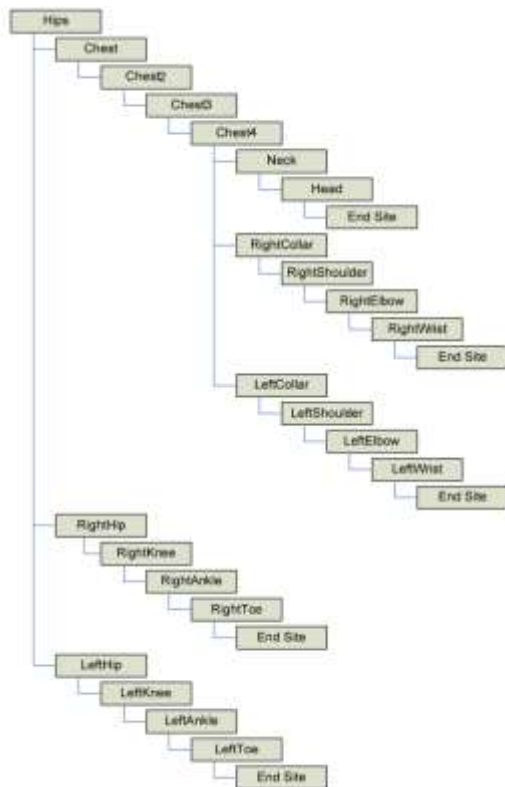 Hips
Chest
Chest2
Chest3
Chest4
Neck
Head
End Site
RightCollar
RightShoulder
RightElbow
RightWrist
End Site
LeftCollar
LeftShoulder
LeftElbow
LeftWrist
End Site
RightHip
RightKnee
RightAnkle
RightToe
End Site
LeftHip
LeftKnee
LeftAnkle
LeftToe
End Site